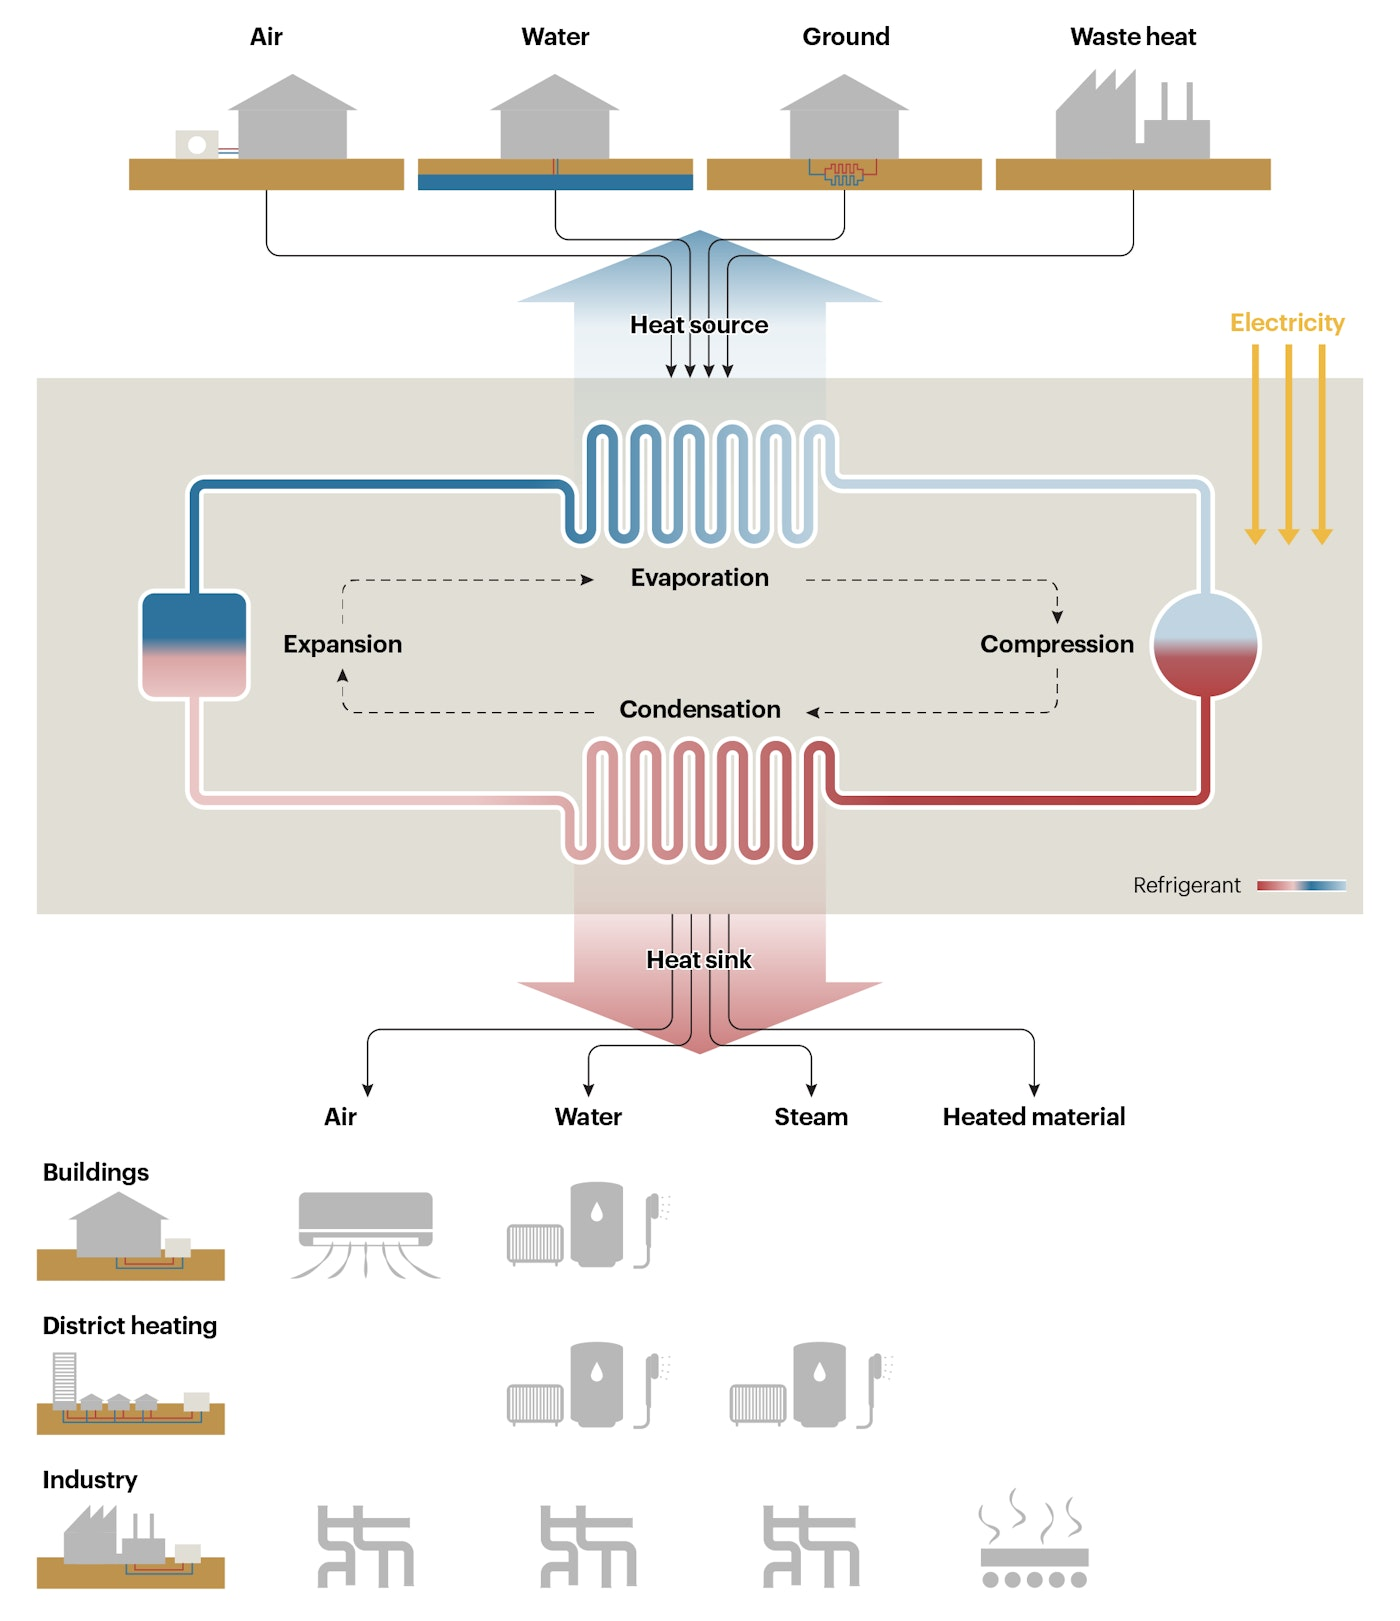 Air
Water
Ground
Waste heat
Heat source
Electricity
Evaporation
Expansion
Compression
Condensation
Refrigerant
Heat sink
Air
Water
Steam
Heated material
Buildings
District heating
Industry